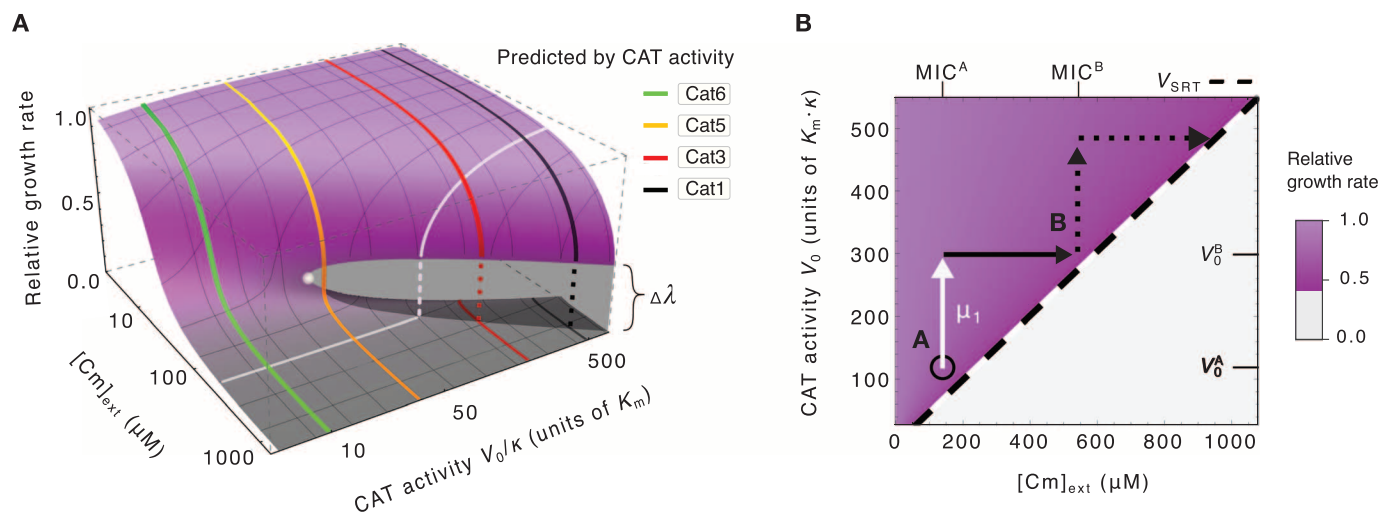 A
Predicted by CAT activity
Cat6
Cat5
Cat3
Cat1
Relative growth rate
1.0
0.5
0.0
10
100
1000
[Cm]ext (μM)
10
50
500
CAT activity V0/κ (units of Km)
Δλ
B
MICᴬ
MICᴮ
VSRT
CAT activity V0 (units of Km·κ)
500
400
300
200
100
0
200
400
600
800
1000
[Cm]ext (μM)
A
μ1
B
V0ᴮ
V0ᴬ
Relative
growth rate
1.0
0.5
0.0